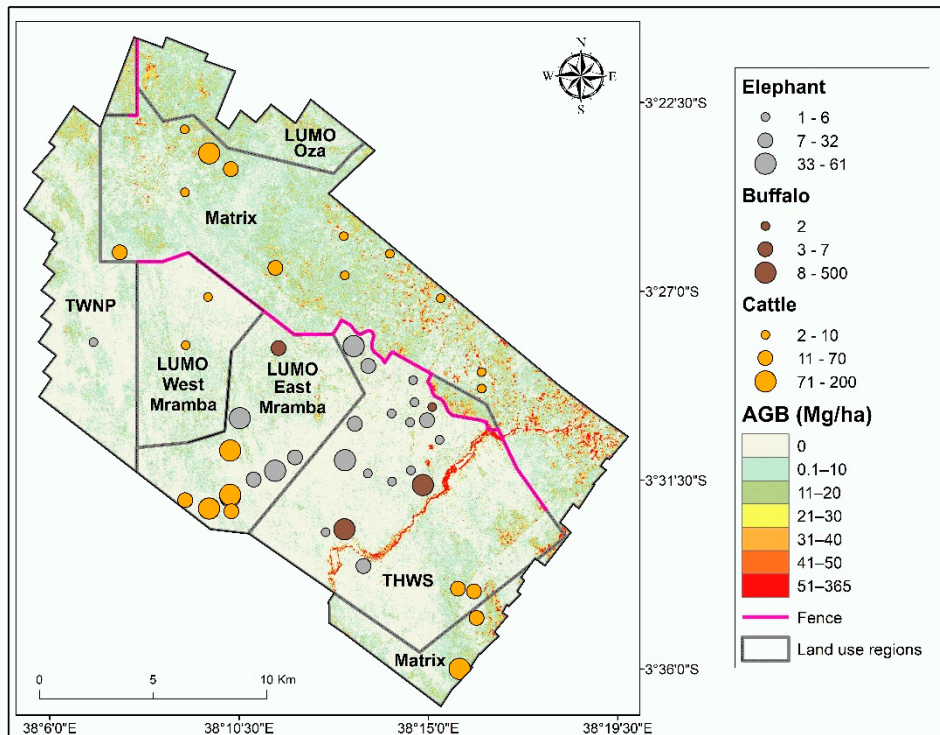 N
W E
S
3°22'30"S
3°27'0"S
3°31'30"S
3°36'0"S
LUMO
Oza
Matrix
TWNP
LUMO
West
Mramba
LUMO
East
Mramba
THWS
Matrix
0 5 10 Km
38°6'0"E 38°10'30"E 38°15'0"E 38°19'30"E
Elephant
1 - 6
7 - 32
33 - 61
Buffalo
2
3 - 7
8 - 500
Cattle
2 - 10
11 - 70
71 - 200
AGB (Mg/ha)
0
0.1–10
11–20
21–30
31–40
41–50
51–365
Fence
Land use regions